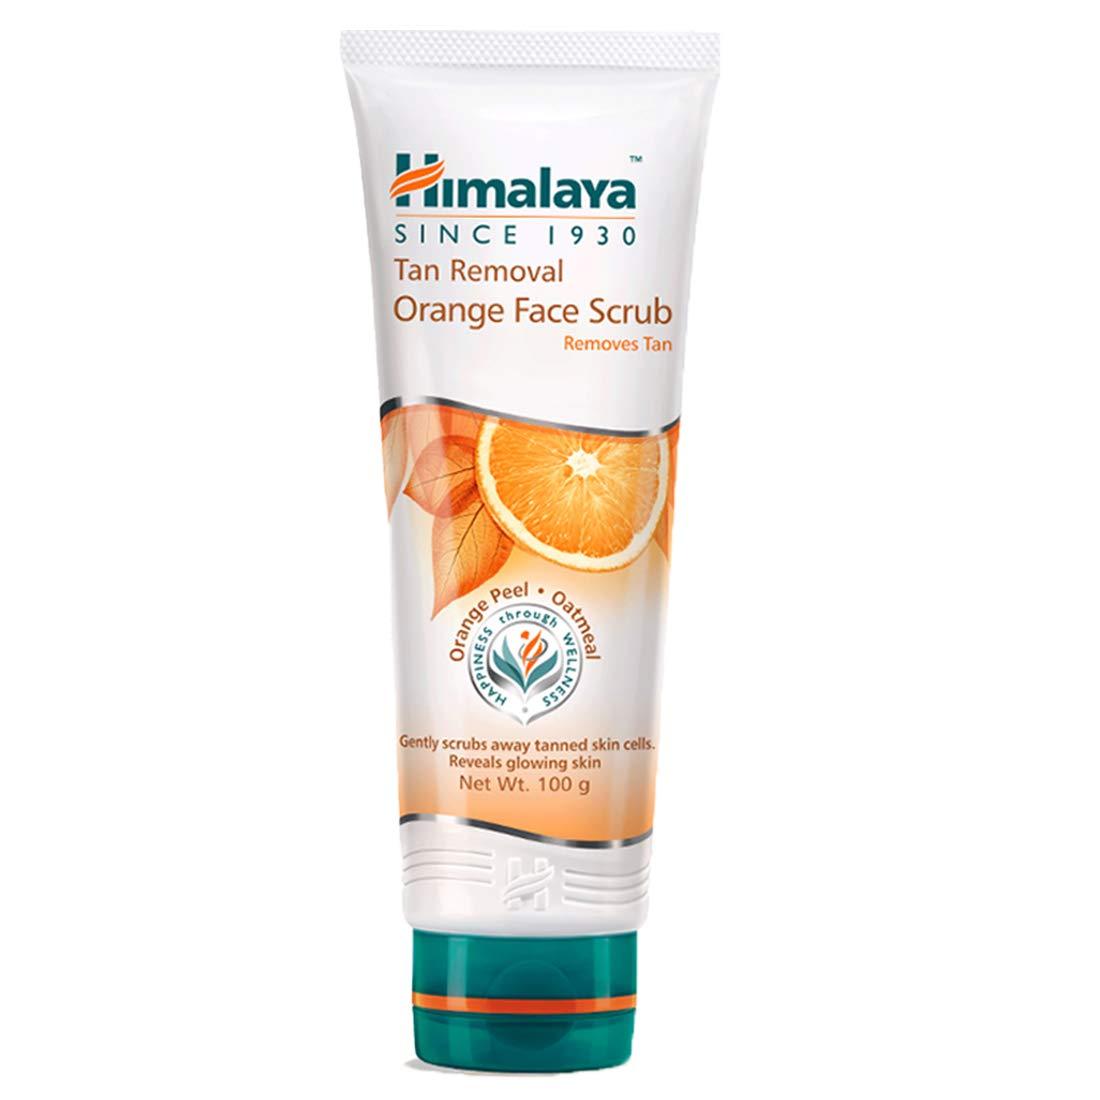 Himalaya™
SINCE 1930
Tan Removal
Orange Face Scrub
Removes Tan
Orange Peel • Oatmeal
HAPPINESS through WELLNESS
®
Gently scrubs away tanned skin cells.
Reveals glowing skin
Net Wt. 100 g
H